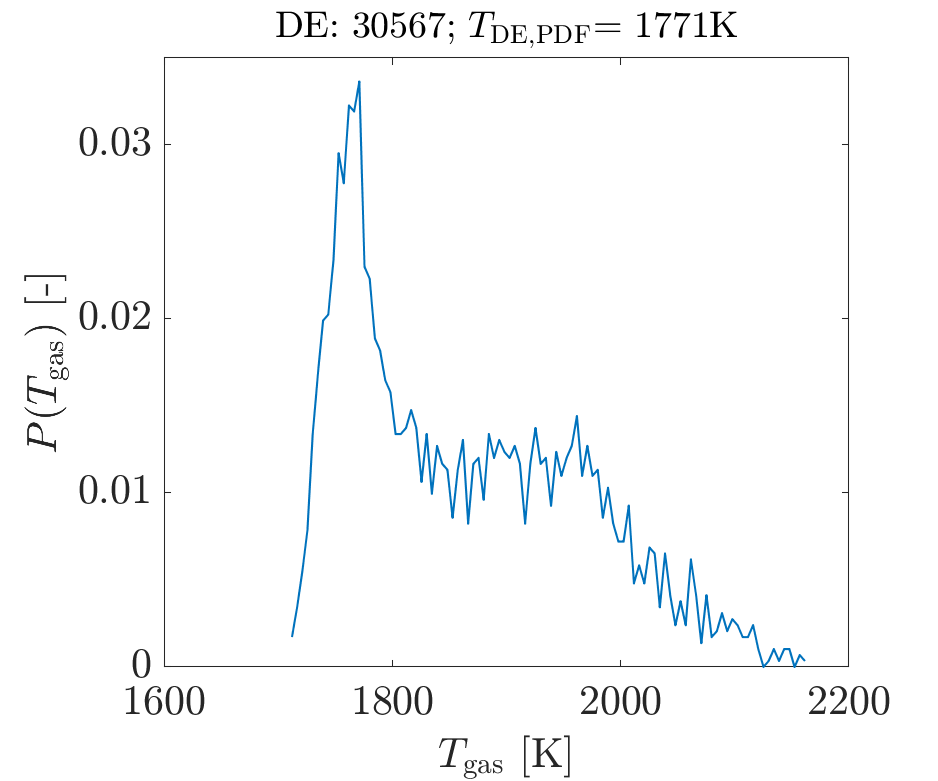 DE: 30567; T_DE,PDF= 1771K
P(T_gas) [-]
0.03
0.02
0.01
0
1600 1800 2000 2200
T_gas [K]